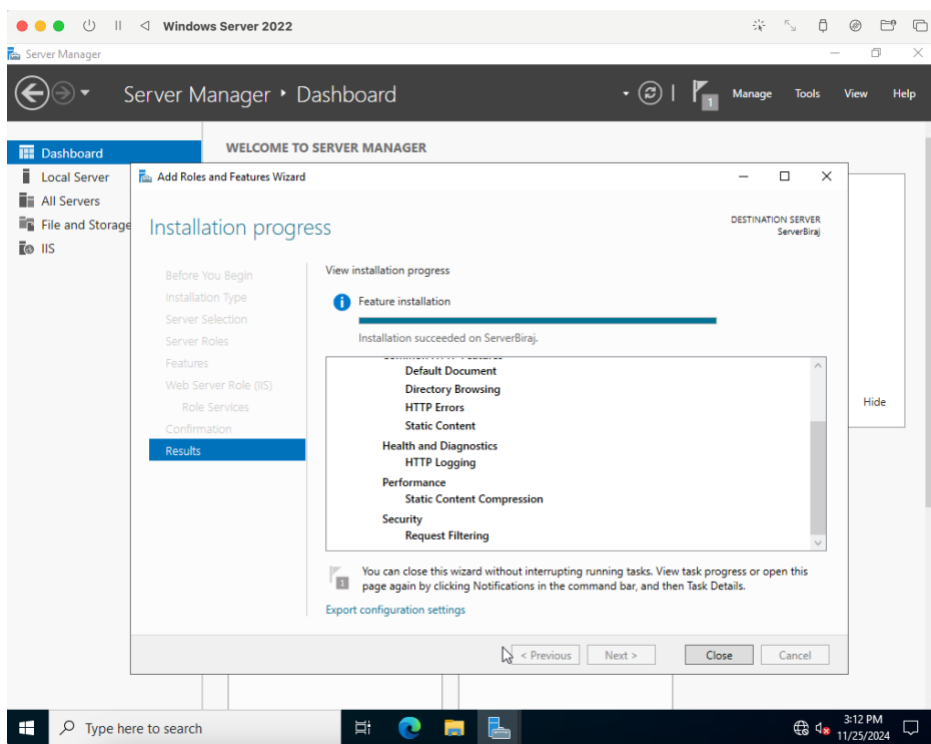 Windows Server 2022
Server Manager
Server Manager • Dashboard
1
Manage
Tools
View
Help
Dashboard
Local Server
All Servers
File and Storage
IIS
WELCOME TO SERVER MANAGER
Add Roles and Features Wizard
Installation progress
DESTINATION SERVER
ServerBiraj
Before You Begin
Installation Type
Server Selection
Server Roles
Features
Web Server Role (IIS)
Role Services
Confirmation
Results
View installation progress
Feature installation
Installation succeeded on ServerBiraj.
Default Document
Directory Browsing
HTTP Errors
Static Content
Health and Diagnostics
HTTP Logging
Performance
Static Content Compression
Security
Request Filtering
1
You can close this wizard without interrupting running tasks. View task progress or open this
page again by clicking Notifications in the command bar, and then Task Details.
Export configuration settings
< Previous
Next >
Close
Cancel
Hide
Type here to search
3:12 PM
11/25/2024